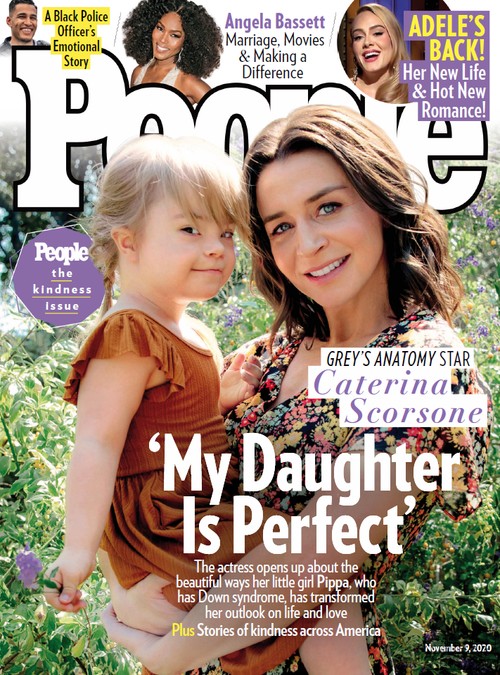 A Black Police
Officer's
Emotional
Story
Angela Bassett
Marriage, Movies
& Making a
Difference
ADELE'S
BACK!
Her New Life
& Hot New
Romance!
People
People
the
kindness
issue
GREY'S ANATOMY STAR
Caterina
Scorsone
'My Daughter
Is Perfect'
The actress opens up about the
beautiful ways her little girl Pippa, who
has Down syndrome, has transformed
her outlook on life and love
Plus Stories of kindness across America
November 9, 2020